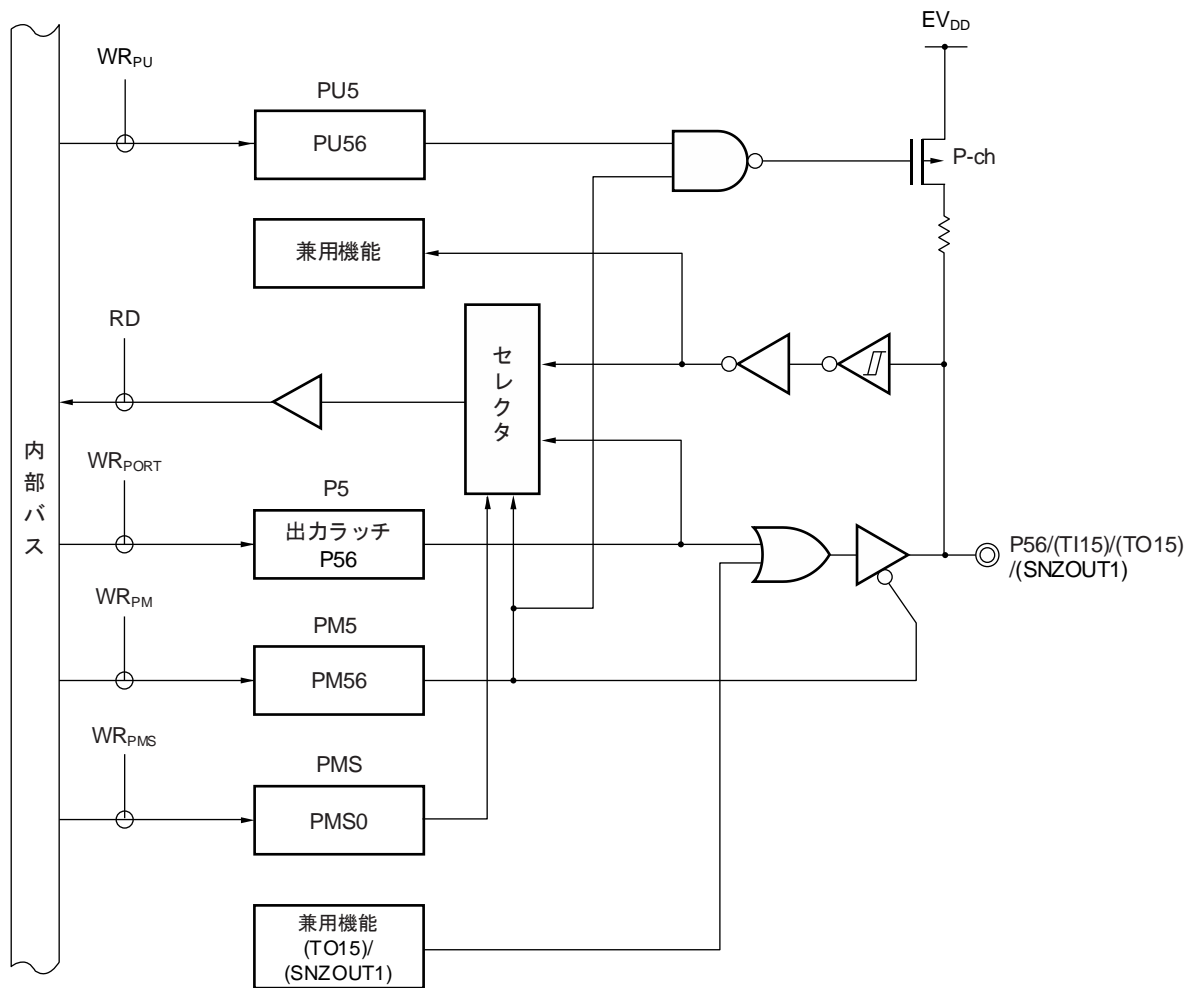 EVDD
WRPU
PU5
PU56
P-ch
兼用機能
RD
セレクタ
内部バス
WRPORT
P5
出力ラッチ
P56
P56/(TI15)/(TO15)
/(SNZOUT1)
WRPM
PM5
PM56
WRPMS
PMS
PMS0
兼用機能
(TO15)/
(SNZOUT1)